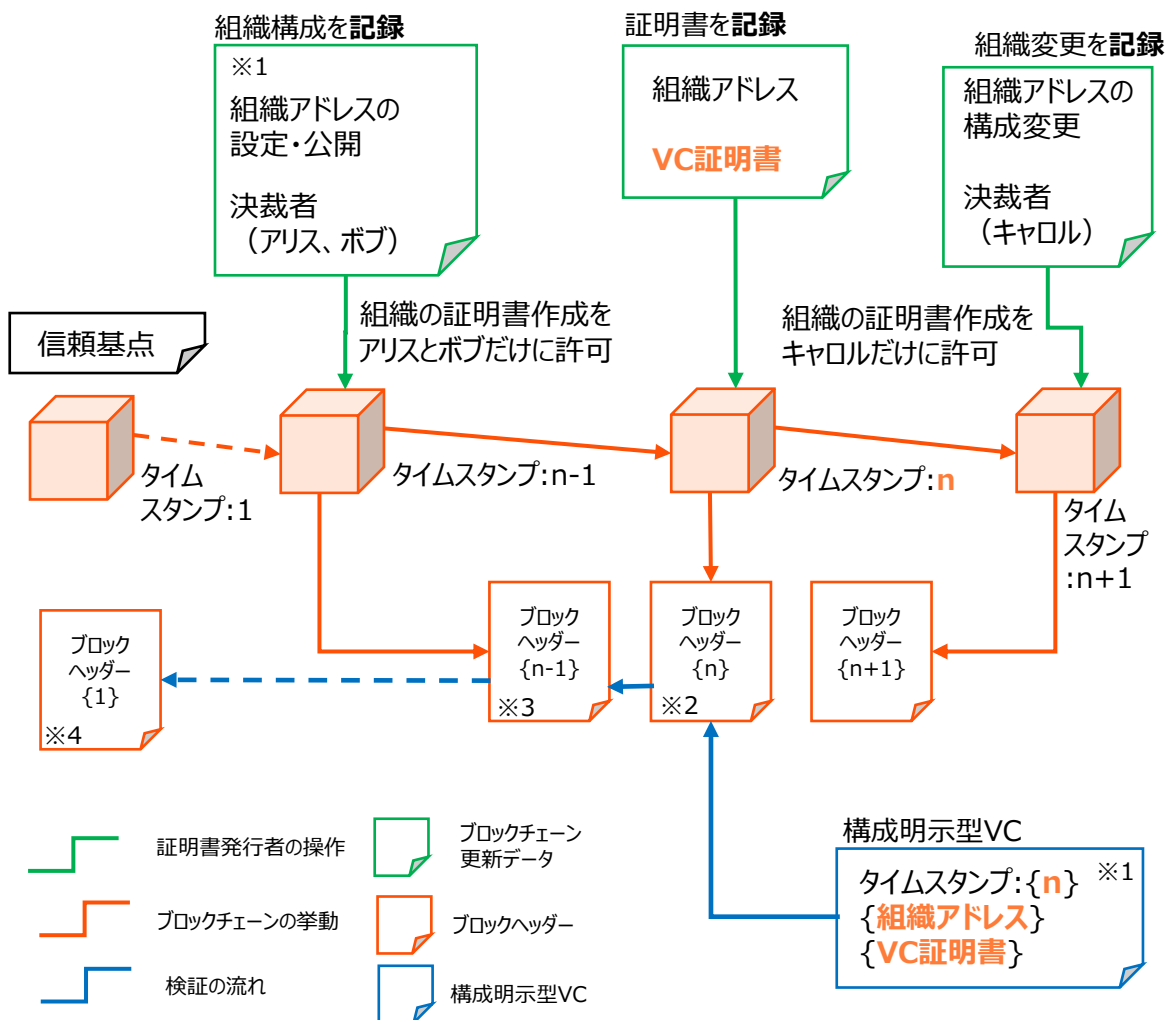 組織構成を記録
※1
組織アドレスの
設定・公開
決裁者
（アリス、ボブ）
証明書を記録
組織アドレス
VC証明書
組織変更を記録
組織アドレスの
構成変更
決裁者
（キャロル）
信頼基点
組織の証明書作成を
アリスとボブだけに許可
組織の証明書作成を
キャロルだけに許可
タイム
スタンプ:1
タイムスタンプ:n-1
タイムスタンプ:n
タイム
スタンプ
:n+1
ブロック
ヘッダー
{1}
※4
ブロック
ヘッダー
{n-1}
※3
ブロック
ヘッダー
{n}
※2
ブロック
ヘッダー
{n+1}
構成明示型VC
タイムスタンプ:{n}
※1
{組織アドレス}
{VC証明書}
証明書発行者の操作
ブロックチェーン
更新データ
ブロックチェーンの挙動
ブロックヘッダー
検証の流れ
構成明示型VC